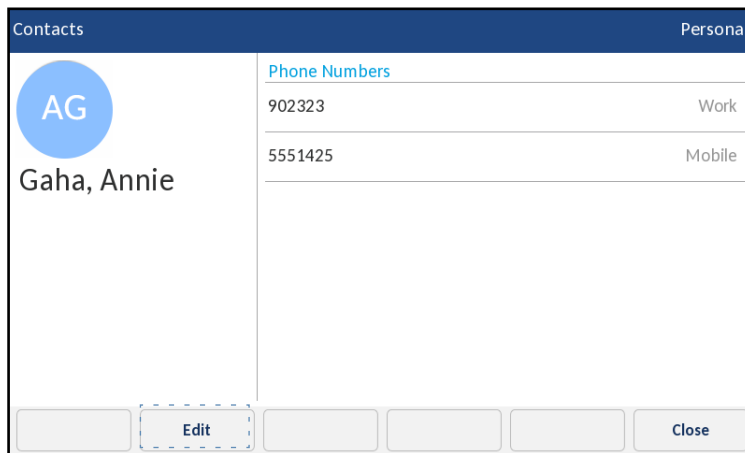 Contacts Persona
AG
Gaha, Annie
Phone Numbers
902323 Work
5551425 Mobile
Edit Close